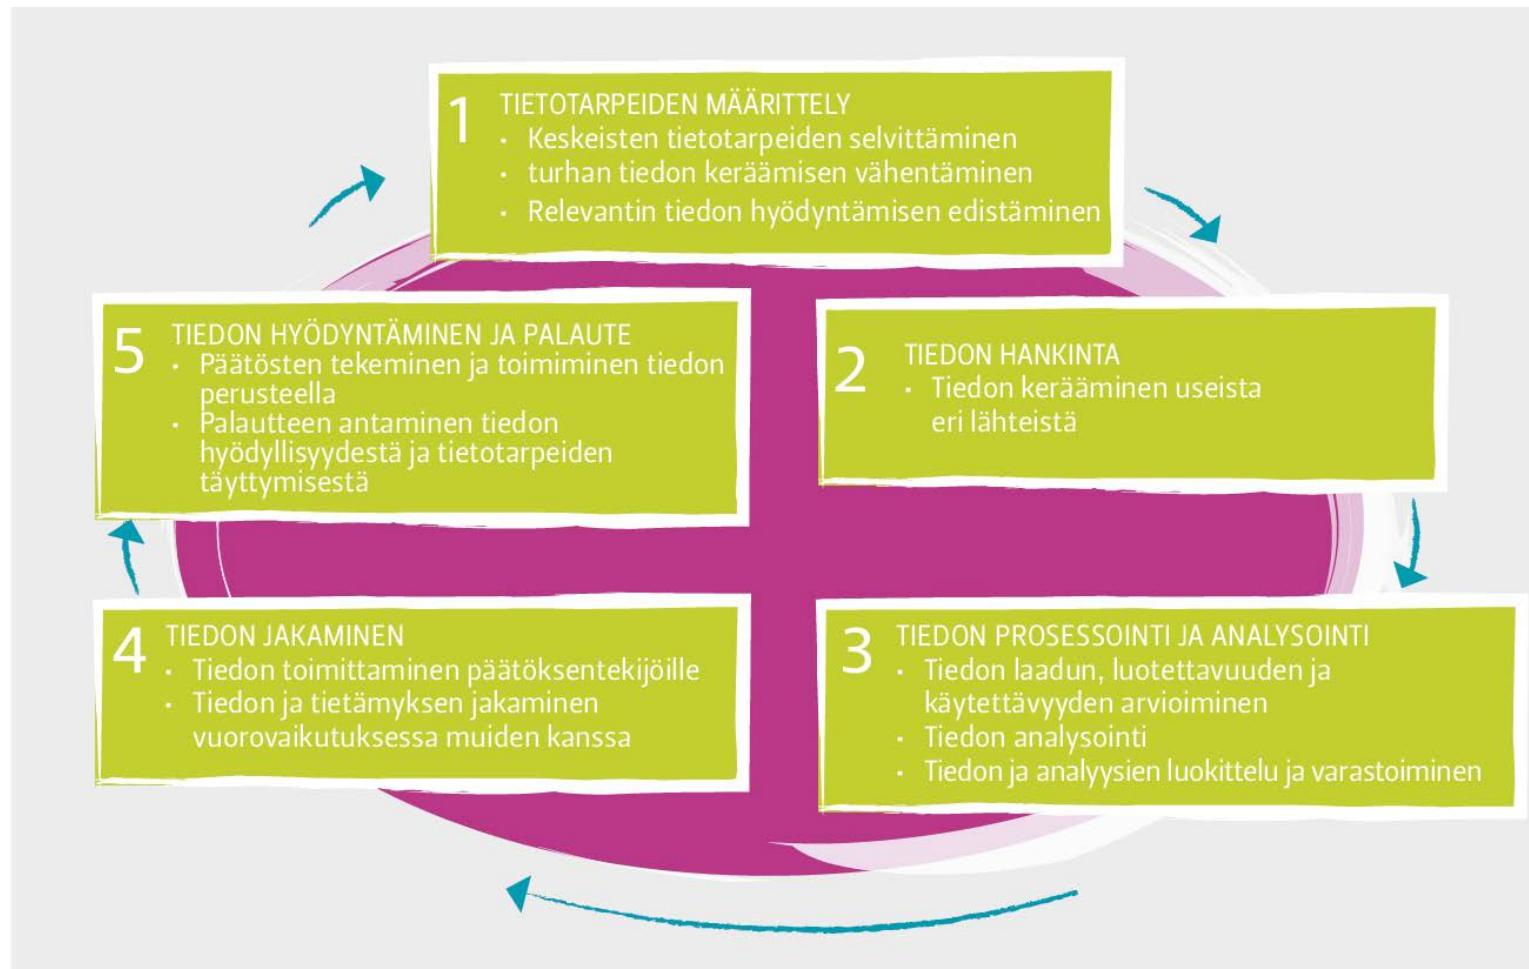 1 TIETOTARPEIDEN MÄÄRITTELY
• Keskeisten tietotarpeiden selvittäminen
• turhan tiedon keräämisen vähentäminen
• Relevantin tiedon hyödyntämisen edistäminen
2 TIEDON HANKINTA
• Tiedon kerääminen useista
eri lähteistä
3 TIEDON PROSESSOINTI JA ANALYSOINTI
• Tiedon laadun, luotettavuuden ja
käytettävyyden arvioiminen
• Tiedon analysointi
• Tiedon ja analyysien luokittelu ja varastoiminen
4 TIEDON JAKAMINEN
• Tiedon toimittaminen päätöksentekijöille
• Tiedon ja tietämyksen jakaminen
vuorovaikutuksessa muiden kanssa
5 TIEDON HYÖDYNTÄMINEN JA PALAUTE
• Päätösten tekeminen ja toimiminen tiedon
perusteella
• Palautteen antaminen tiedon
hyödyllisyydestä ja tietotarpeiden
täyttymisestä